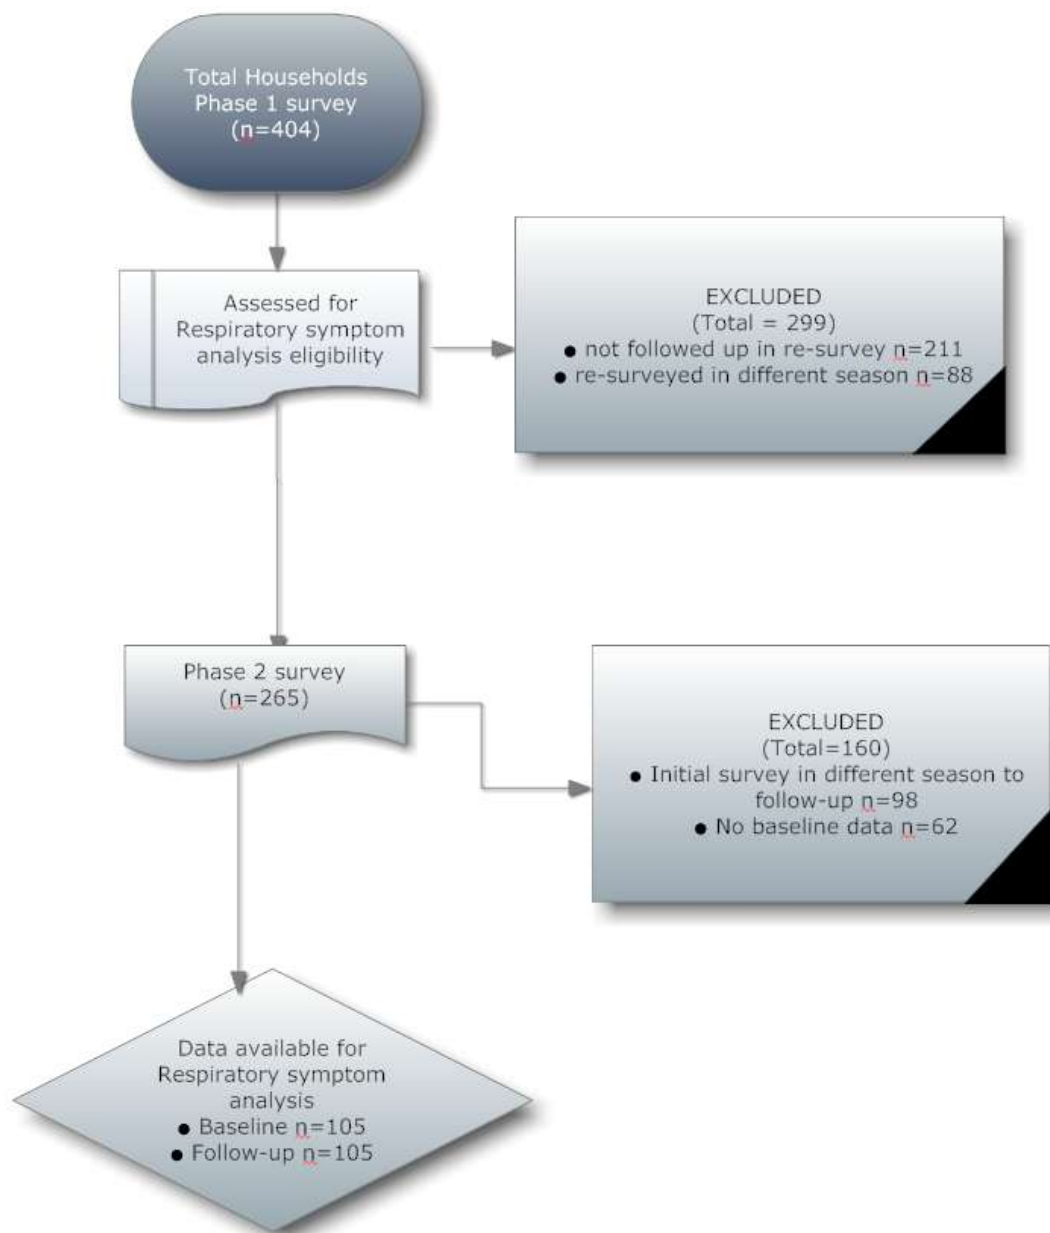 Total Households
Phase 1 survey
(n=404)
Assessed for
Respiratory symptom
analysis eligibility
EXCLUDED
(Total = 299)
● not followed up in re-survey n=211
● re-surveyed in different season n=88
Phase 2 survey
(n=265)
EXCLUDED
(Total=160)
● Initial survey in different season to
follow-up n=98
● No baseline data n=62
Data available for
Respiratory symptom
analysis
● Baseline n=105
● Follow-up n=105